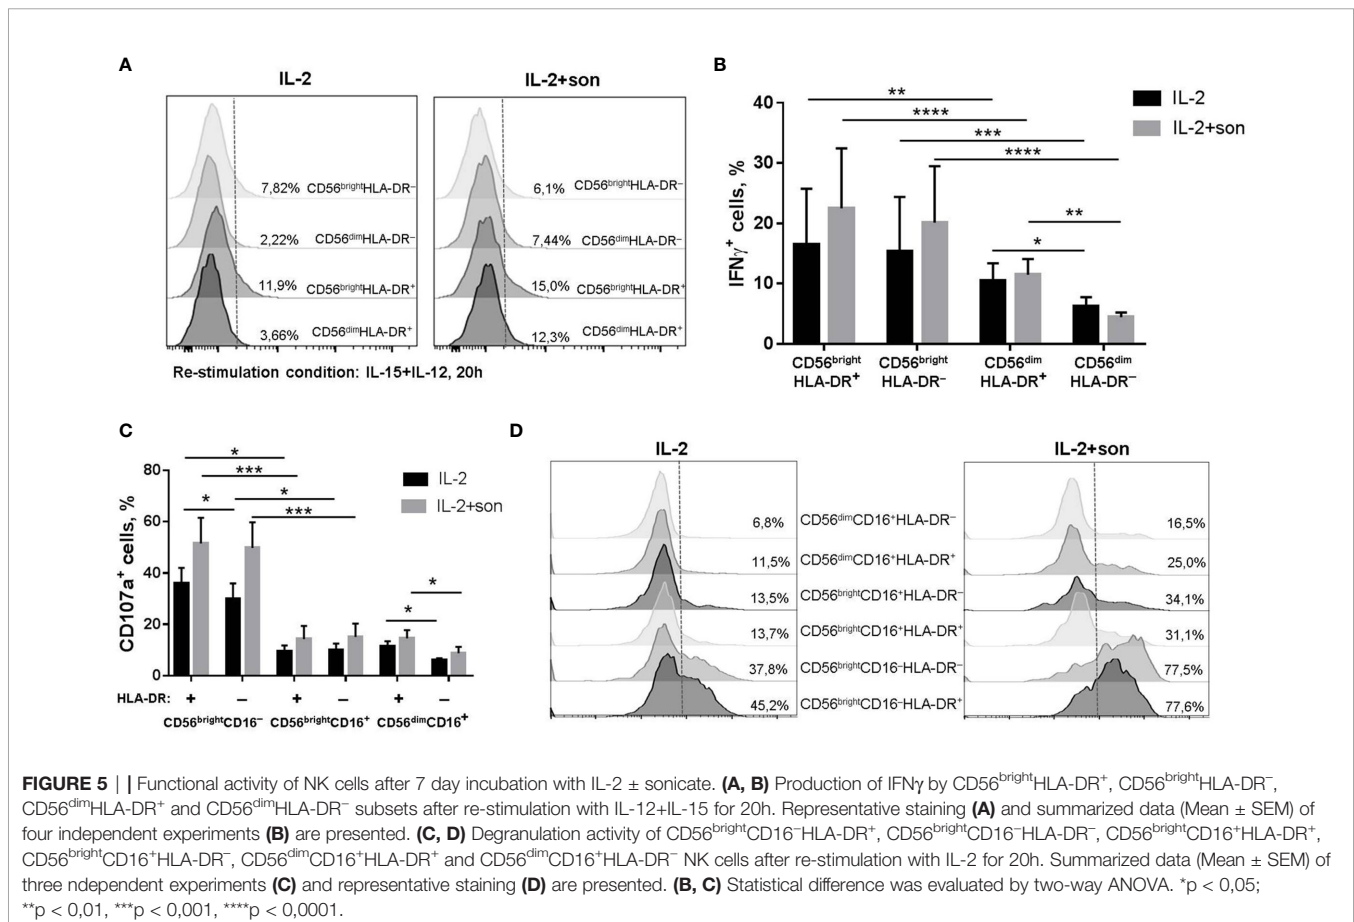 A
IL-2
IL-2+son
7,82% CD56brightHLA-DR−
2,22% CD56dimHLA-DR−
11,9% CD56brightHLA-DR+
3,66% CD56dimHLA-DR+
6,1% CD56brightHLA-DR−
7,44% CD56dimHLA-DR−
15,0% CD56brightHLA-DR+
12,3% CD56dimHLA-DR+
Re-stimulation condition: IL-15+IL-12, 20h
B
IFNγ+ cells, %
40
30
20
10
0
**
****
***
****
**
*
IL-2
IL-2+son
CD56bright HLA-DR+
CD56bright HLA-DR−
CD56dim HLA-DR+
CD56dim HLA-DR−
C
CD107a+ cells, %
80
60
40
20
0
*
***
*
*
***
*
*
IL-2
IL-2+son
HLA-DR: + − + − + −
CD56brightCD16− CD56brightCD16+ CD56dimCD16+
D
IL-2
IL-2+son
6,8% CD56dimCD16+HLA-DR− 16,5%
11,5% CD56dimCD16+HLA-DR+ 25,0%
13,5% CD56brightCD16+HLA-DR− 34,1%
13,7% CD56brightCD16+HLA-DR+ 31,1%
37,8% CD56brightCD16−HLA-DR− 77,5%
45,2% CD56brightCD16−HLA-DR+ 77,6%
FIGURE 5 | | Functional activity of NK cells after 7 day incubation with IL-2 ± sonicate. (A, B) Production of IFNγ by CD56brightHLA-DR+, CD56brightHLA-DR−,
CD56dimHLA-DR+ and CD56dimHLA-DR− subsets after re-stimulation with IL-12+IL-15 for 20h. Representative staining (A) and summarized data (Mean ± SEM) of
four independent experiments (B) are presented. (C, D) Degranulation activity of CD56brightCD16−HLA-DR+, CD56brightCD16−HLA-DR−, CD56brightCD16+HLA-DR+,
CD56brightCD16+HLA-DR−, CD56dimCD16+HLA-DR+ and CD56dimCD16+HLA-DR− NK cells after re-stimulation with IL-2 for 20h. Summarized data (Mean ± SEM) of
three ndependent experiments (C) and representative staining (D) are presented. (B, C) Statistical difference was evaluated by two-way ANOVA. *p < 0,05;
**p < 0,01, ***p < 0,001, ****p < 0,0001.